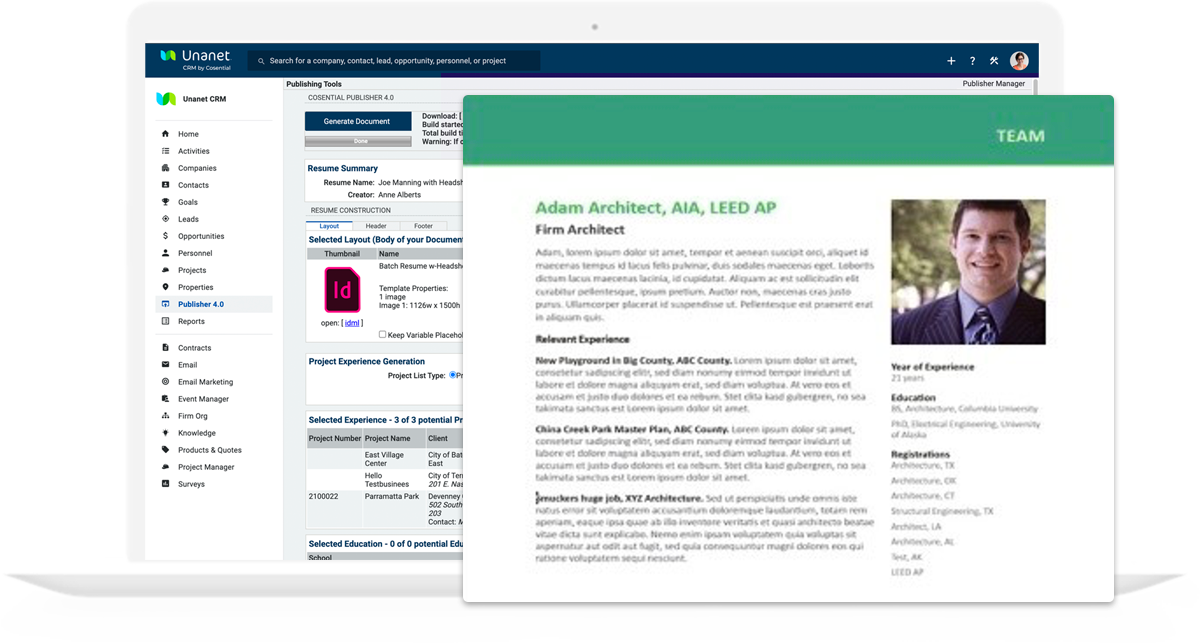 Unanet
CRM by Cosential
Search for a company, contact, lead, opportunity, personnel, or project
+ ?
Unanet CRM
Home
Activities
Companies
Contacts
Goals
Leads
Opportunities
Personnel
Projects
Properties
Publisher 4.0
Reports
Contracts
Email
Email Marketing
Event Manager
Firm Org
Knowledge
Products & Quotes
Project Manager
Surveys
Publishing Tools
Publisher Manager
COSENTIAL PUBLISHER 4.0
Generate Document
Done
Download: [
Build started
Total build ti
Warning: If c
Resume Summary
Resume Name: Joe Manning with Headsh
Creator: Anne Alberts
RESUME CONSTRUCTION
Layout Header Footer
Selected Layout (Body of your Document
Thumbnail Name
Batch Resume w-Headsh
Id
Template Properties:
1 image
Image 1: 1126w x 1500h
open: [ idml ]
Keep Variable Placehol
Project Experience Generation
Project List Type: Pr
Selected Experience - 3 of 3 potential Pr
Project Number Project Name Client
East Village Center City of Bat
East
Hello Testbusinees City of Ter
201 E. Nas
2100022 Parramatta Park Devenney
502 South
203
Contact: M
Selected Education - 0 of 0 potential Edu
School
TEAM
Adam Architect, AIA, LEED AP
Firm Architect
Adam, lorem ipsum dolor sit amet, tempor et aenean suscipit orci, aliquet id
maecenas tempus id lacus felis pulvinar, duis sodales maecenas eget. Lobortis
dictum lacus maecenas lacinia, id cupidatat. Aliquam ac est sollicitudin elit
curabitur pellentesque, ipsum pretium. Auctor non, maecenas cras justo
purus. Ullamcorper placerat id suspendisse ut. Pellentesque est praesent erat
in aliquam quis.
Relevant Experience
New Playground in Big County, ABC County. Lorem ipsum dolor sit amet,
consetetur sadipscing elitr, sed diam nonumy eirmod tempor invidunt ut
labore et dolore magna aliquyam erat, sed diam voluptua. At vero eos et
accusam et justo duo dolores et ea rebum. Stet clita kasd gubergren, no sea
takimata sanctus est Lorem ipsum dolor sit amet.
China Creek Park Master Plan, ABC County. Lorem ipsum dolor sit amet,
consetetur sadipscing elitr, sed diam nonumy eirmod tempor invidunt ut
labore et dolore magna aliquyam erat, sed diam voluptua. At vero eos et
accusam et justo duo dolores et ea rebum. Stet clita kasd gubergren, no sea
takimata sanctus est Lorem ipsum dolor sit amet.
Smuckers huge job, XYZ Architecture. Sed ut perspiciatis unde omnis iste
natus error sit voluptatem accusantium doloremque laudantium, totam rem
aperiam, eaque ipsa quae ab illo inventore veritatis et quasi architecto beatae
vitae dicta sunt explicabo. Nemo enim ipsam voluptatem quia voluptas sit
aspernatur aut odit aut fugit, sed quia consequuntur magni dolores eos qui
ratione voluptatem sequi nesciunt.
Year of Experience
21 years
Education
BS, Architecture, Columbia University
PhD, Electrical Engineering, University
of Alaska
Registrations
Architecture, TX
Architecture, OK
Architecture, CT
Structural Engineering, TX
Architect, LA
Architecture, AL
Test, AK
LEED AP